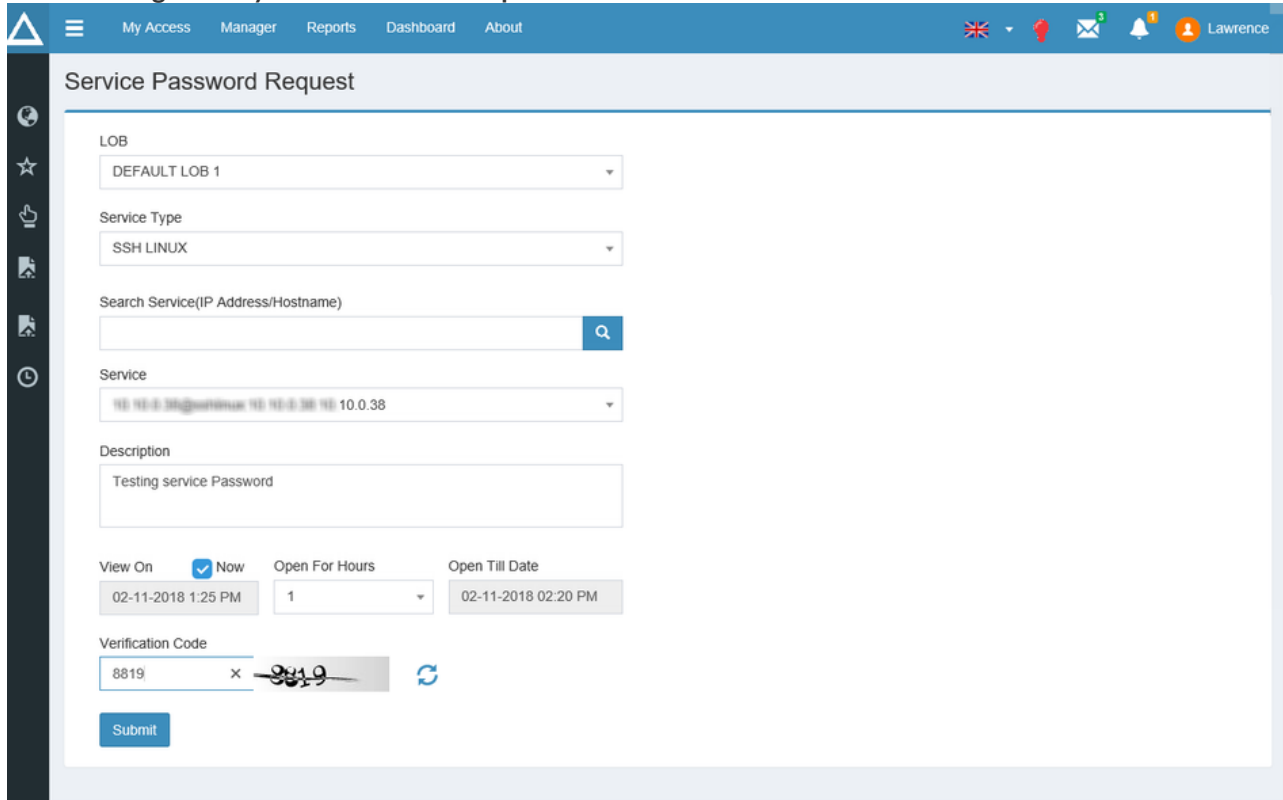 My Access Manager Reports Dashboard About 3 1 Lawrence
Service Password Request
LOB
DEFAULT LOB 1
Service Type
SSH LINUX
Search Service(IP Address/Hostname)
Service
10.0.38
Description
Testing service Password
View On Now Open For Hours Open Till Date
02-11-2018 1:25 PM 1 02-11-2018 02:20 PM
Verification Code
8819 × 8819
Submit